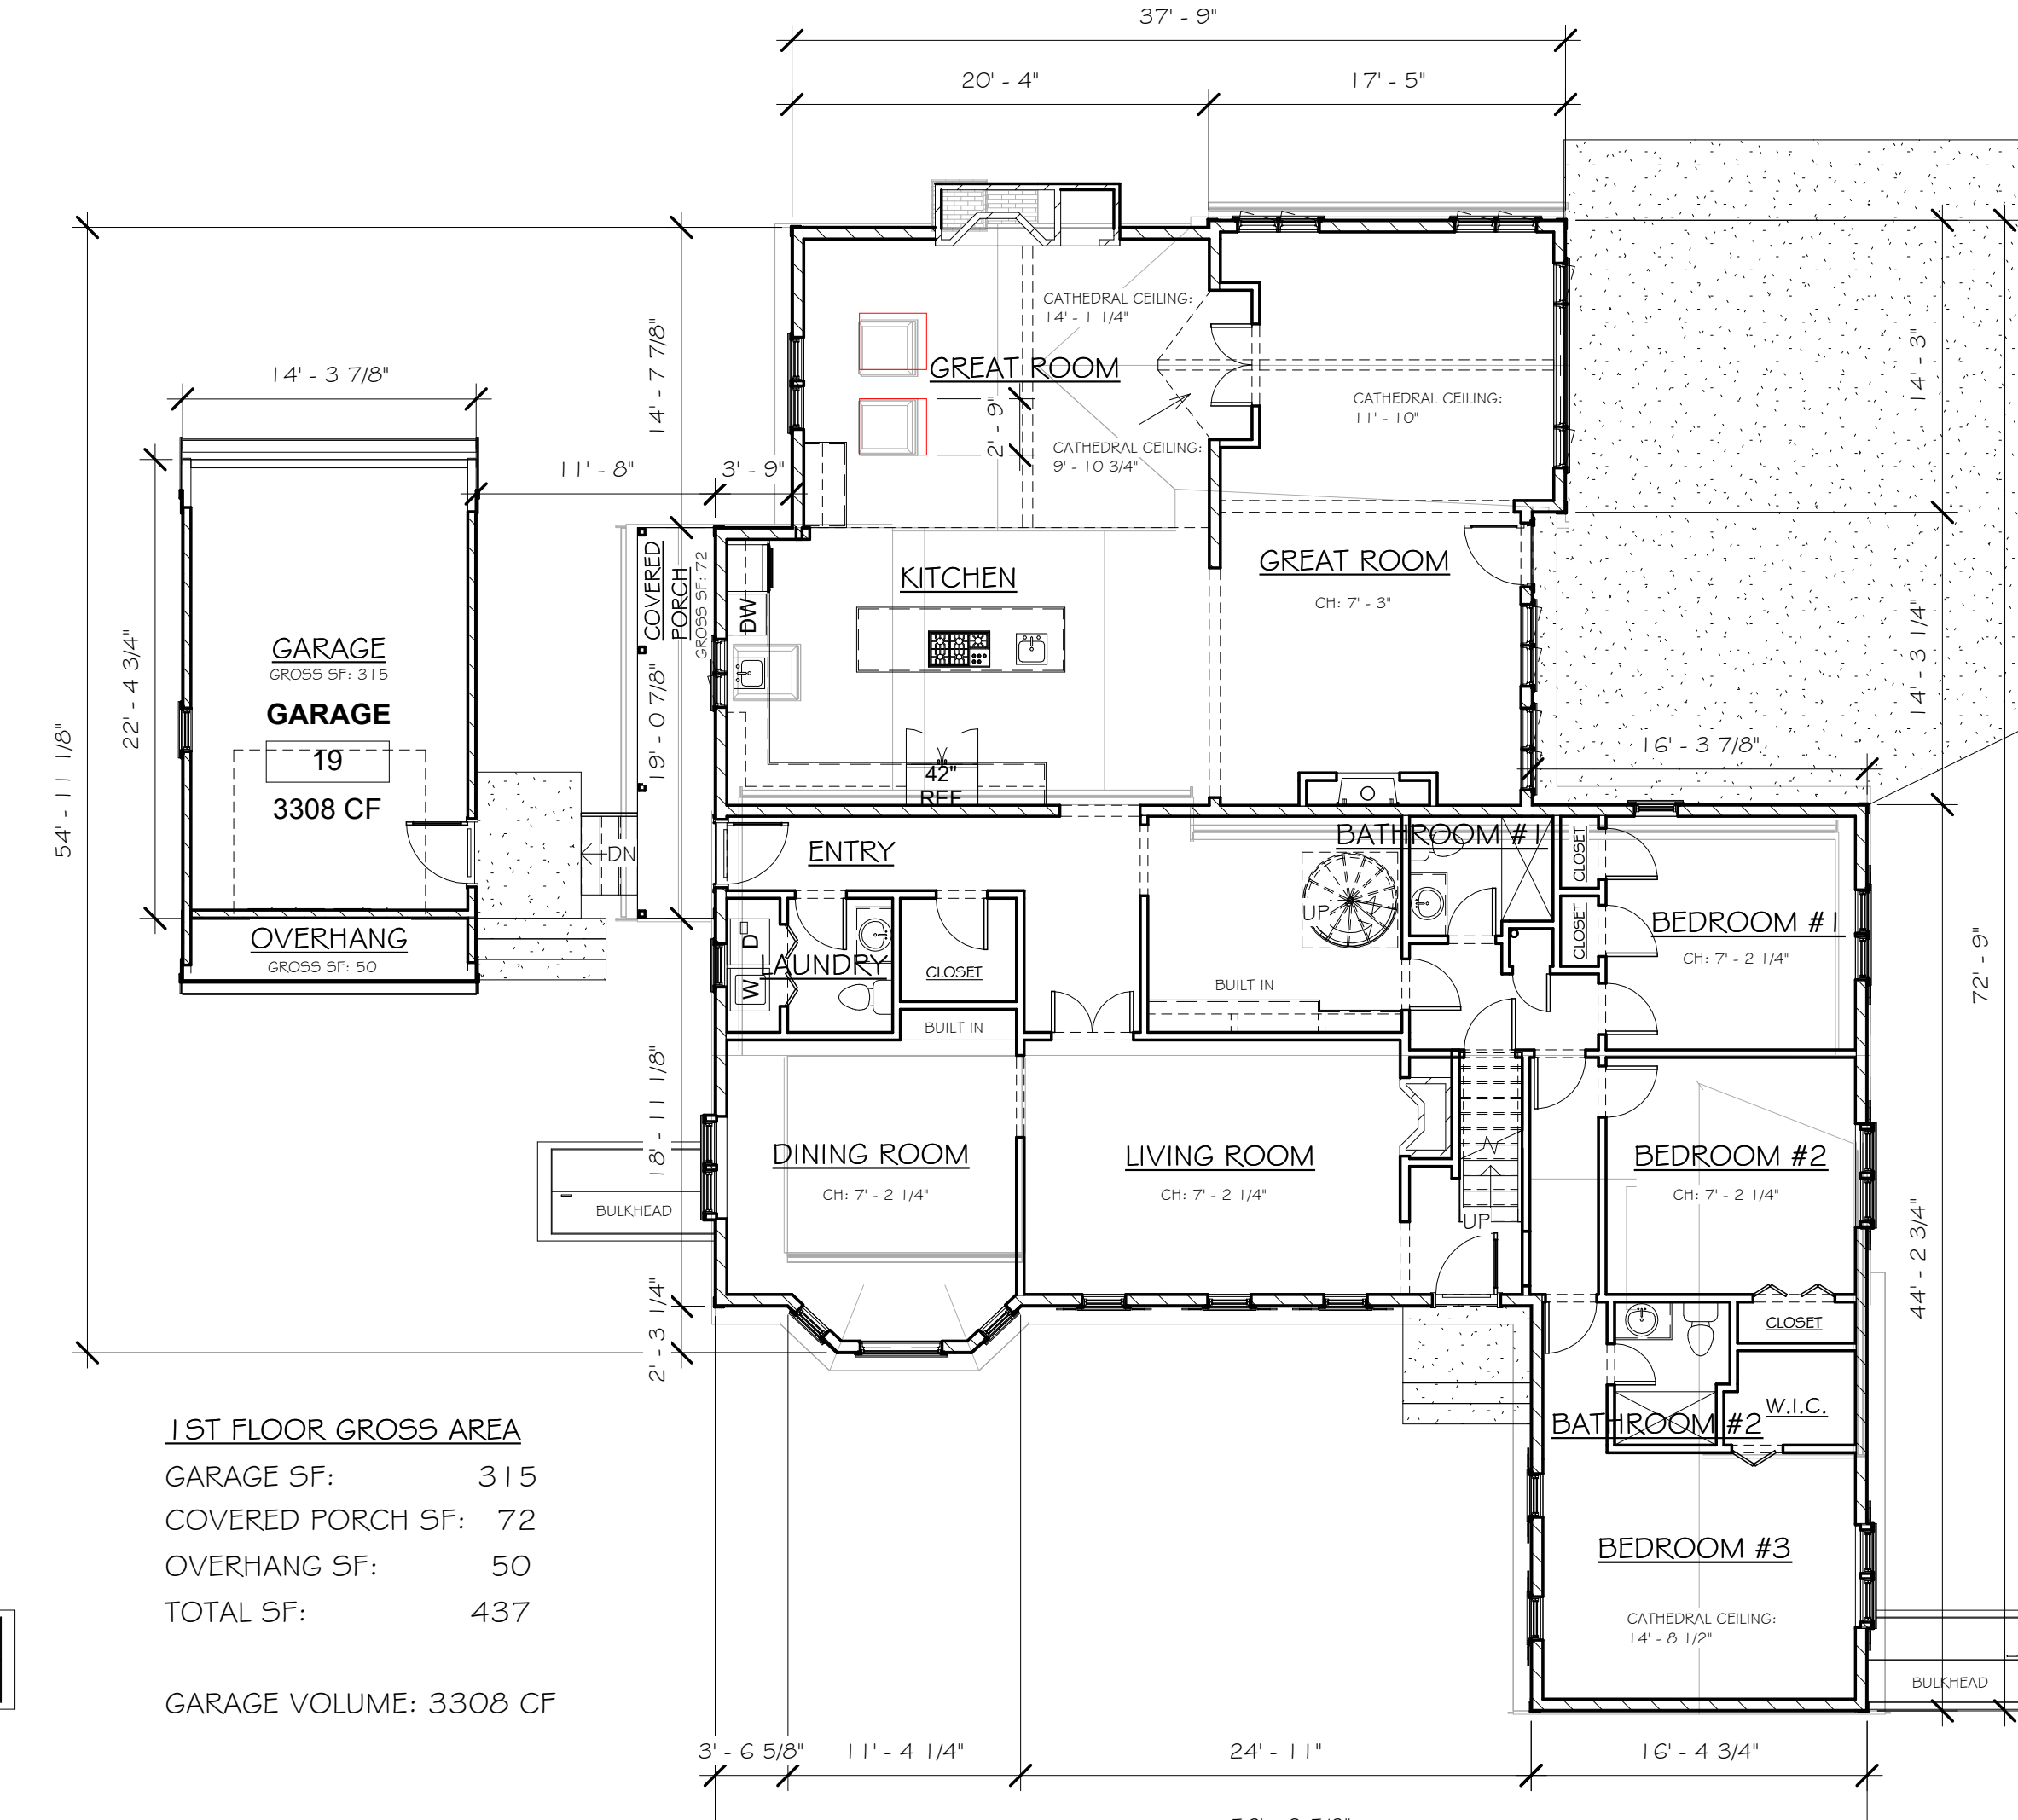 37' - 9"
20' - 4"
17' - 5"
CATHEDRAL CEILING:
14' - 1 1/4"
GREAT ROOM
14' - 7 7/8"
14' - 3"
14' - 3 7/8"
CATHEDRAL CEILING:
11' - 10"
2' - 9"
CATHEDRAL CEILING:
9' - 10 3/4"
11' - 8"
3' - 9"
COVERED
PORCH
GROSS SF: 72
KITCHEN
GREAT ROOM
CH: 7' - 3"
DW
GARAGE
GROSS SF: 315
GARAGE
19
3308 CF
22' - 4 3/4"
54' - 11 1/8"
19' - 0 7/8"
14' - 3 1/4"
16' - 3 7/8"
42"
REF
DN
ENTRY
BATHROOM #1
CLOSET
CLOSET
UP
BEDROOM #1
CH: 7' - 2 1/4"
OVERHANG
GROSS SF: 50
D
W
LAUNDRY
CLOSET
BUILT IN
BUILT IN
72' - 9"
18' - 11 1/8"
DINING ROOM
CH: 7' - 2 1/4"
LIVING ROOM
CH: 7' - 2 1/4"
BEDROOM #2
CH: 7' - 2 1/4"
UP
BULKHEAD
44' - 2 3/4"
2' - 3 1/4"
CLOSET
W.I.C.
BATHROOM #2
1ST FLOOR GROSS AREA
GARAGE SF: 315
COVERED PORCH SF: 72
OVERHANG SF: 50
TOTAL SF: 437
GARAGE VOLUME: 3308 CF
BEDROOM #3
CATHEDRAL CEILING:
14' - 8 1/2"
BULKHEAD
3' - 6 5/8"
11' - 4 1/4"
24' - 11"
16' - 4 3/4"